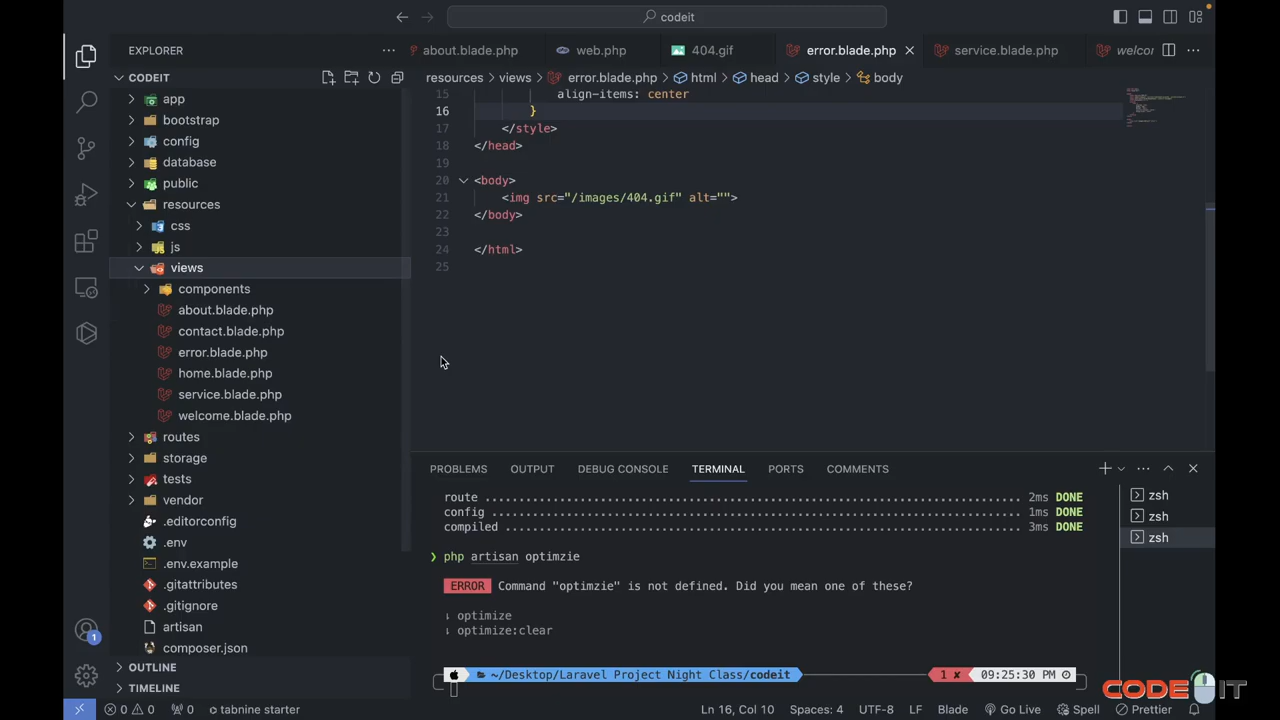 codeit
EXPLORER
about.blade.php
web.php
404.gif
error.blade.php
service.blade.php
welcor
CODEIT
resources
views
error.blade.php
html
head
style
body
app
bootstrap
config
database
public
resources
css
js
views
components
about.blade.php
contact.blade.php
error.blade.php
home.blade.php
service.blade.php
welcome.blade.php
routes
storage
tests
vendor
.editorconfig
.env
.env.example
.gitattributes
.gitignore
artisan
composer.json
OUTLINE
TIMELINE
15 align-items: center
16 }
17 </style>
18 </head>
19
20 <body>
21 <img src="/images/404.gif" alt="">
22 </body>
23
24 </html>
25
PROBLEMS OUTPUT DEBUG CONSOLE TERMINAL PORTS COMMENTS
route ................................................................. 2ms DONE
config ................................................................ 1ms DONE
compiled .............................................................. 3ms DONE
❯ php artisan optimzie
ERROR Command "optimzie" is not defined. Did you mean one of these?
⇂ optimize
⇂ optimize:clear
~/Desktop/Laravel Project Night Class/codeit
1 ✘ 09:25:30 PM
zsh
zsh
zsh
1
0 0 0 tabnine starter
Ln 16, Col 10 Spaces: 4 UTF-8 LF Blade Go Live Spell Prettier
CODE IT